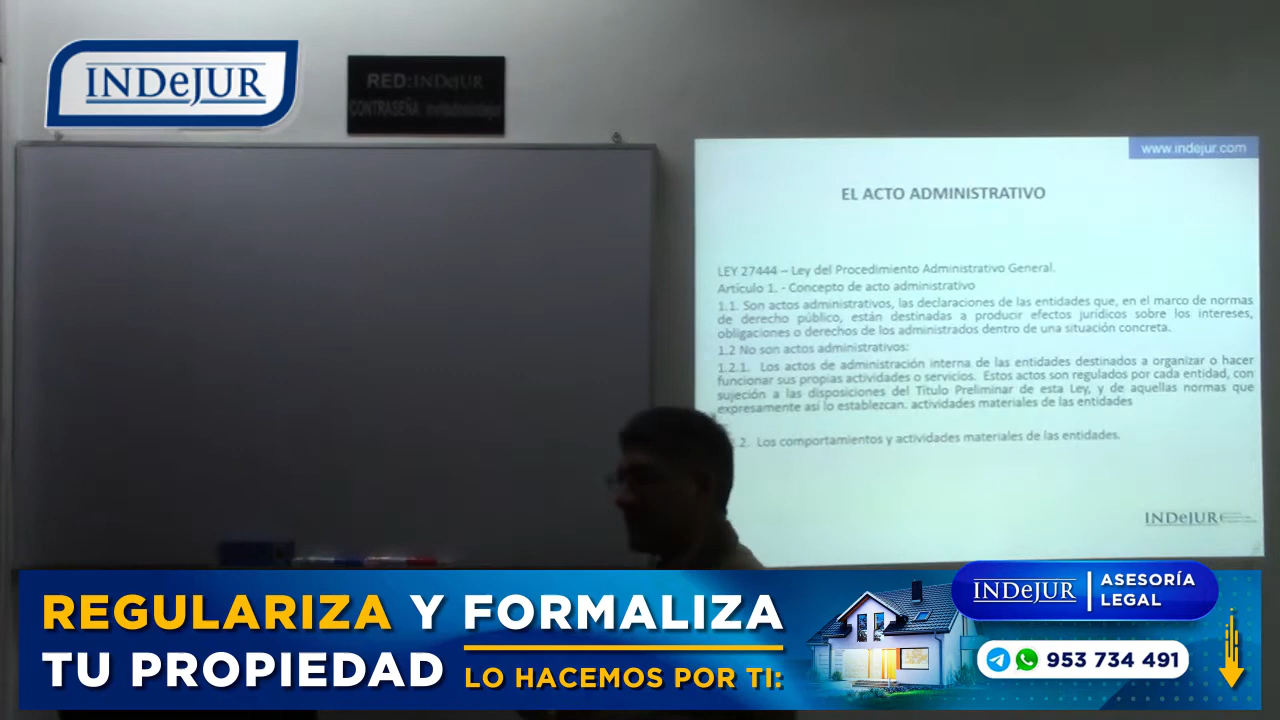 INDeJUR
RED:INDeJUR
CONTRASEÑA:
www.indejur.com
EL ACTO ADMINISTRATIVO
LEY 27444 – Ley del Procedimiento Administrativo General.
Artículo 1. - Concepto de acto administrativo
1.1. Son actos administrativos, las declaraciones de las entidades que, en el marco de normas
de derecho público, están destinadas a producir efectos jurídicos sobre los intereses,
obligaciones o derechos de los administrados dentro de una situación concreta.
1.2 No son actos administrativos:
1.2.1. Los actos de administración interna de las entidades destinados a organizar o hacer
funcionar sus propias actividades o servicios. Estos actos son regulados por cada entidad, con
sujeción a las disposiciones del Título Preliminar de esta Ley, y de aquellas normas que
expresamente así lo establezcan. actividades materiales de las entidades
2. Los comportamientos y actividades materiales de las entidades.
INDeJUR
REGULARIZA Y FORMALIZA
TU PROPIEDAD LO HACEMOS POR TI:
INDeJUR ASESORÍA
LEGAL
953 734 491